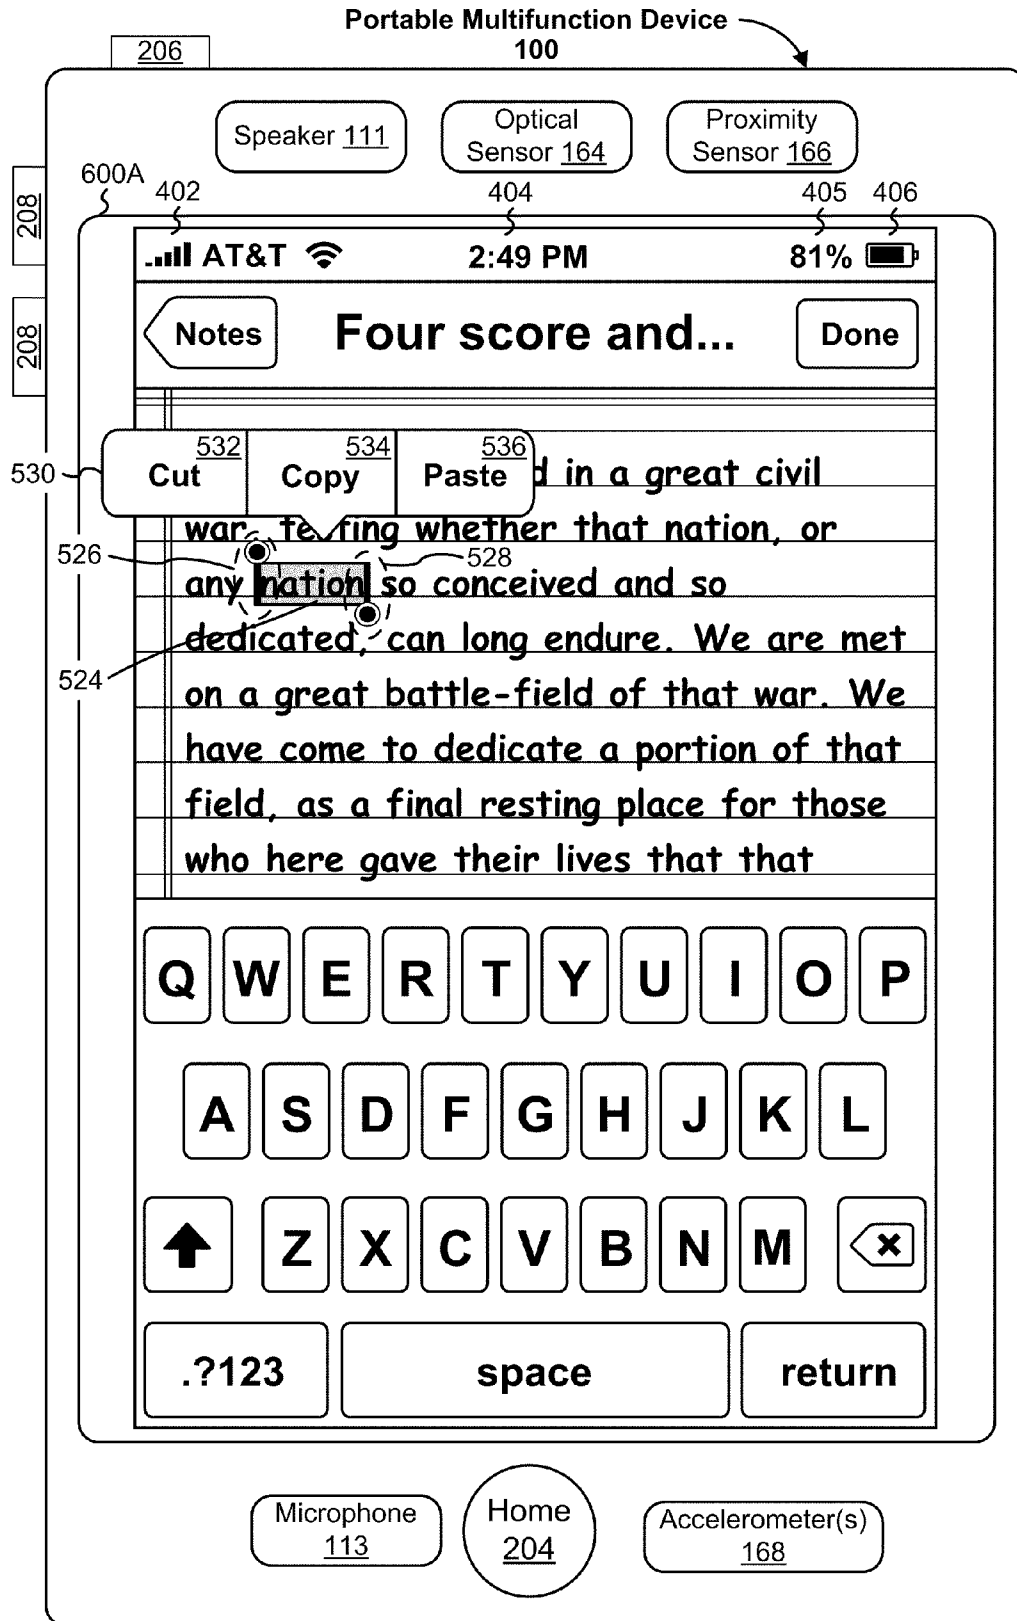 Portable Multifunction Device
100
206
Speaker 111
Optical
Sensor 164
Proximity
Sensor 166
208
600A
402
404
405
406
AT&T
2:49 PM
81%
208
Notes
Four score and...
Done
530
Cut 532
Copy 534
Paste 536
d in a great civil
war, testing whether that nation, or
526
528
any nation so conceived and so
dedicated, can long endure. We are met
524
on a great battle-field of that war. We
have come to dedicate a portion of that
field, as a final resting place for those
who here gave their lives that that
Q W E R T Y U I O P
A S D F G H J K L
Z X C V B N M
.?123 space return
Microphone
113
Home
204
Accelerometer(s)
168